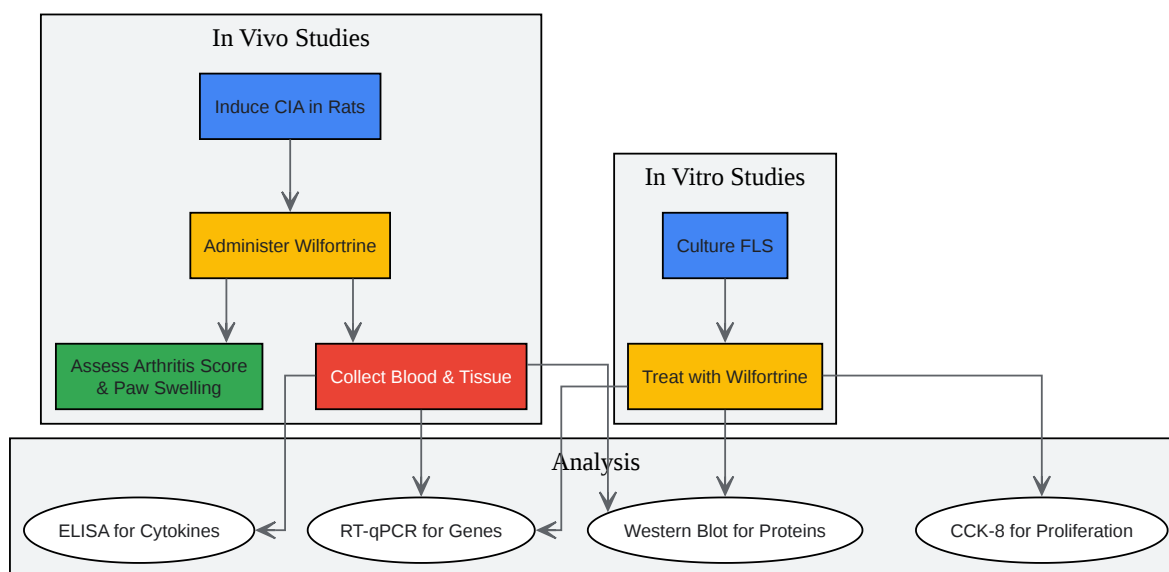 In Vivo Studies
Induce CIA in Rats
Administer Wilfortrine
Assess Arthritis Score
& Paw Swelling
Collect Blood & Tissue
In Vitro Studies
Culture FLS
Treat with Wilfortrine
Analysis
ELISA for Cytokines
RT-qPCR for Genes
Western Blot for Proteins
CCK-8 for Proliferation